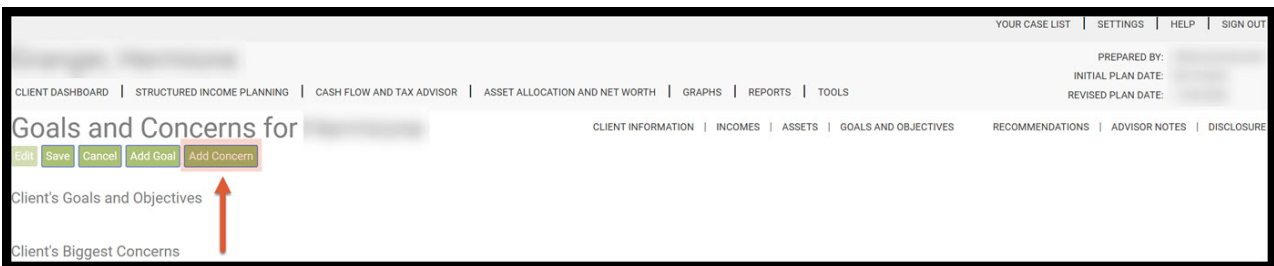 YOUR CASE LIST | SETTINGS | HELP | SIGN OUT
PREPARED BY:
INITIAL PLAN DATE:
REVISED PLAN DATE:
CLIENT DASHBOARD | STRUCTURED INCOME PLANNING | CASH FLOW AND TAX ADVISOR | ASSET ALLOCATION AND NET WORTH | GRAPHS | REPORTS | TOOLS
Goals and Concerns for
CLIENT INFORMATION | INCOMES | ASSETS | GOALS AND OBJECTIVES RECOMMENDATIONS | ADVISOR NOTES | DISCLOSURE
Edit Save Cancel Add Goal Add Concern
Client's Goals and Objectives
Client's Biggest Concerns